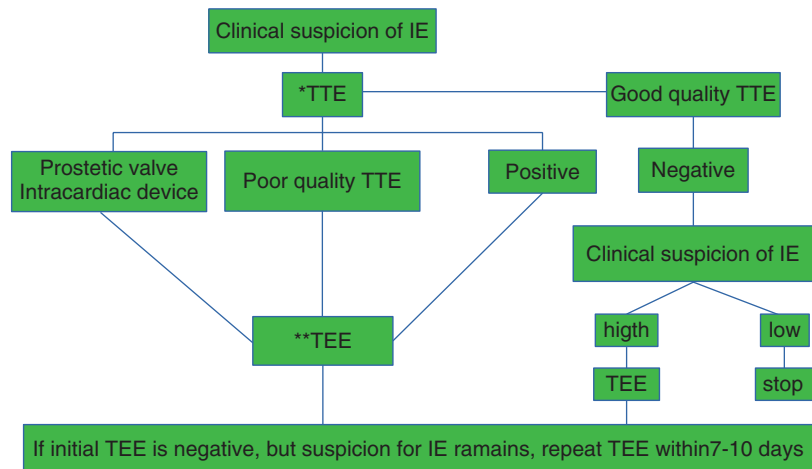 Clinical suspicion of IE
*TTE
Good quality TTE
Prostetic valve
Intracardiac device
Poor quality TTE
Positive
Negative
Clinical suspicion of IE
**TEE
higth
low
TEE
stop
If initial TEE is negative, but suspicion for IE ramains, repeat TEE within7-10 days